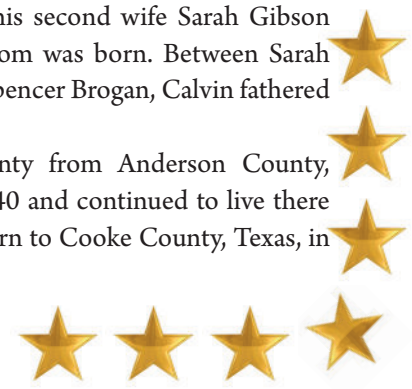 his second wife Sarah Gibson
om was born. Between Sarah
pencer Brogan, Calvin fathered
nty from Anderson County,
40 and continued to live there
rn to Cooke County, Texas, in